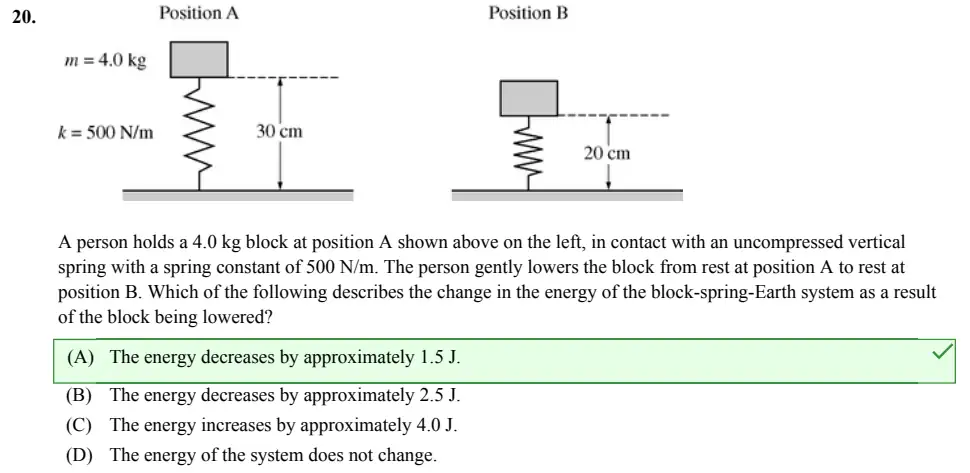 20.
Position A
Position B
m = 4.0 kg
k = 500 N/m
30 cm
20 cm
A person holds a 4.0 kg block at position A shown above on the left, in contact with an uncompressed vertical
spring with a spring constant of 500 N/m. The person gently lowers the block from rest at position A to rest at
position B. Which of the following describes the change in the energy of the block-spring-Earth system as a result
of the block being lowered?
(A) The energy decreases by approximately 1.5 J.
(B) The energy decreases by approximately 2.5 J.
(C) The energy increases by approximately 4.0 J.
(D) The energy of the system does not change.